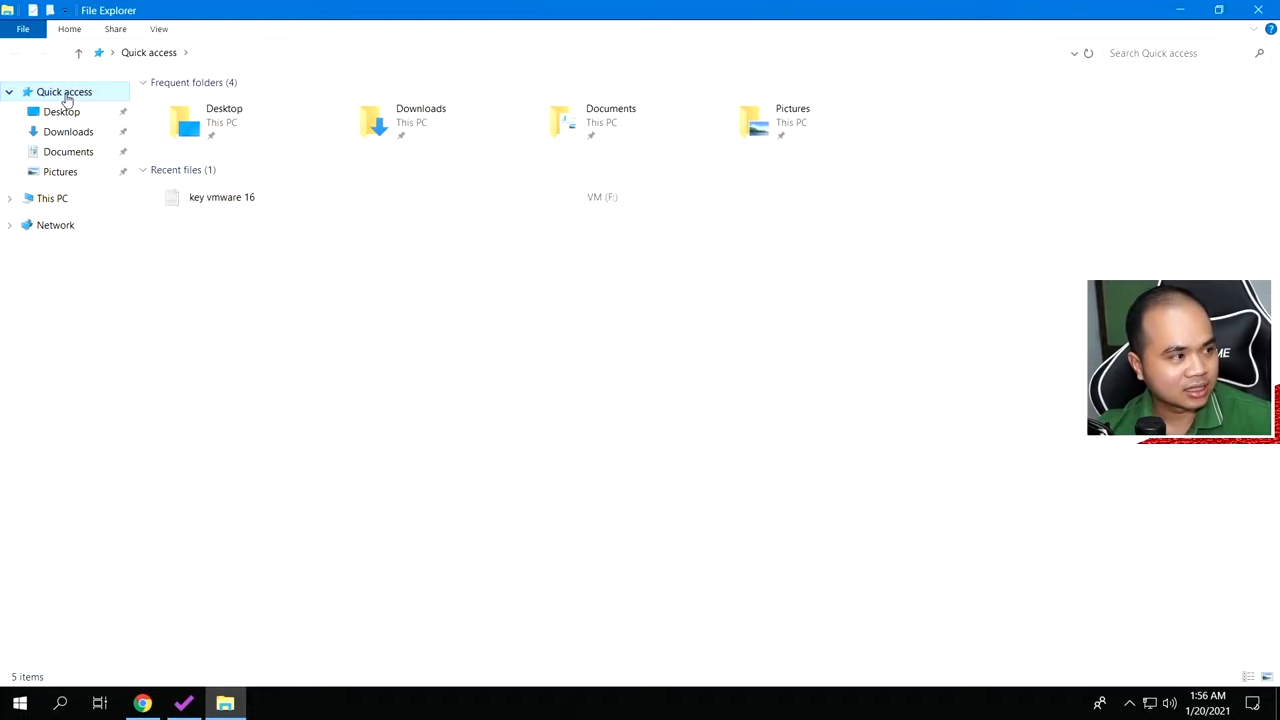 File Explorer
File
Home
Share
View
Quick access
Search Quick access
Quick access
Desktop
Downloads
Documents
Pictures
This PC
Network
Frequent folders (4)
Desktop
This PC
Downloads
This PC
Documents
This PC
Pictures
This PC
Recent files (1)
key vmware 16
VM (F:)
ME
5 items
1:56 AM
1/20/2021